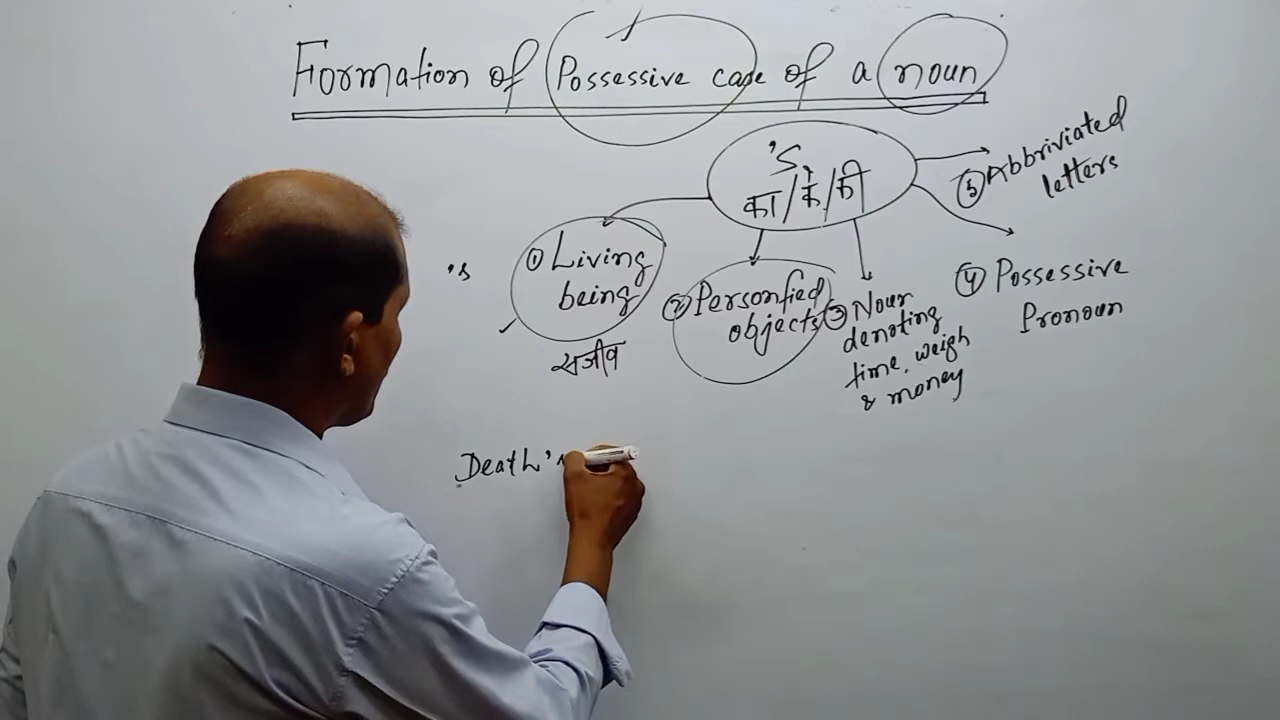 Formation of Possessive case of a noun
's
का/के/की
⑤ Abbriviated
letters
's
① Living
being
सजीव
② Personfied
objects
③ Noun
denoting
time, weigh
& money
④ Possessive
Pronoun
Death's